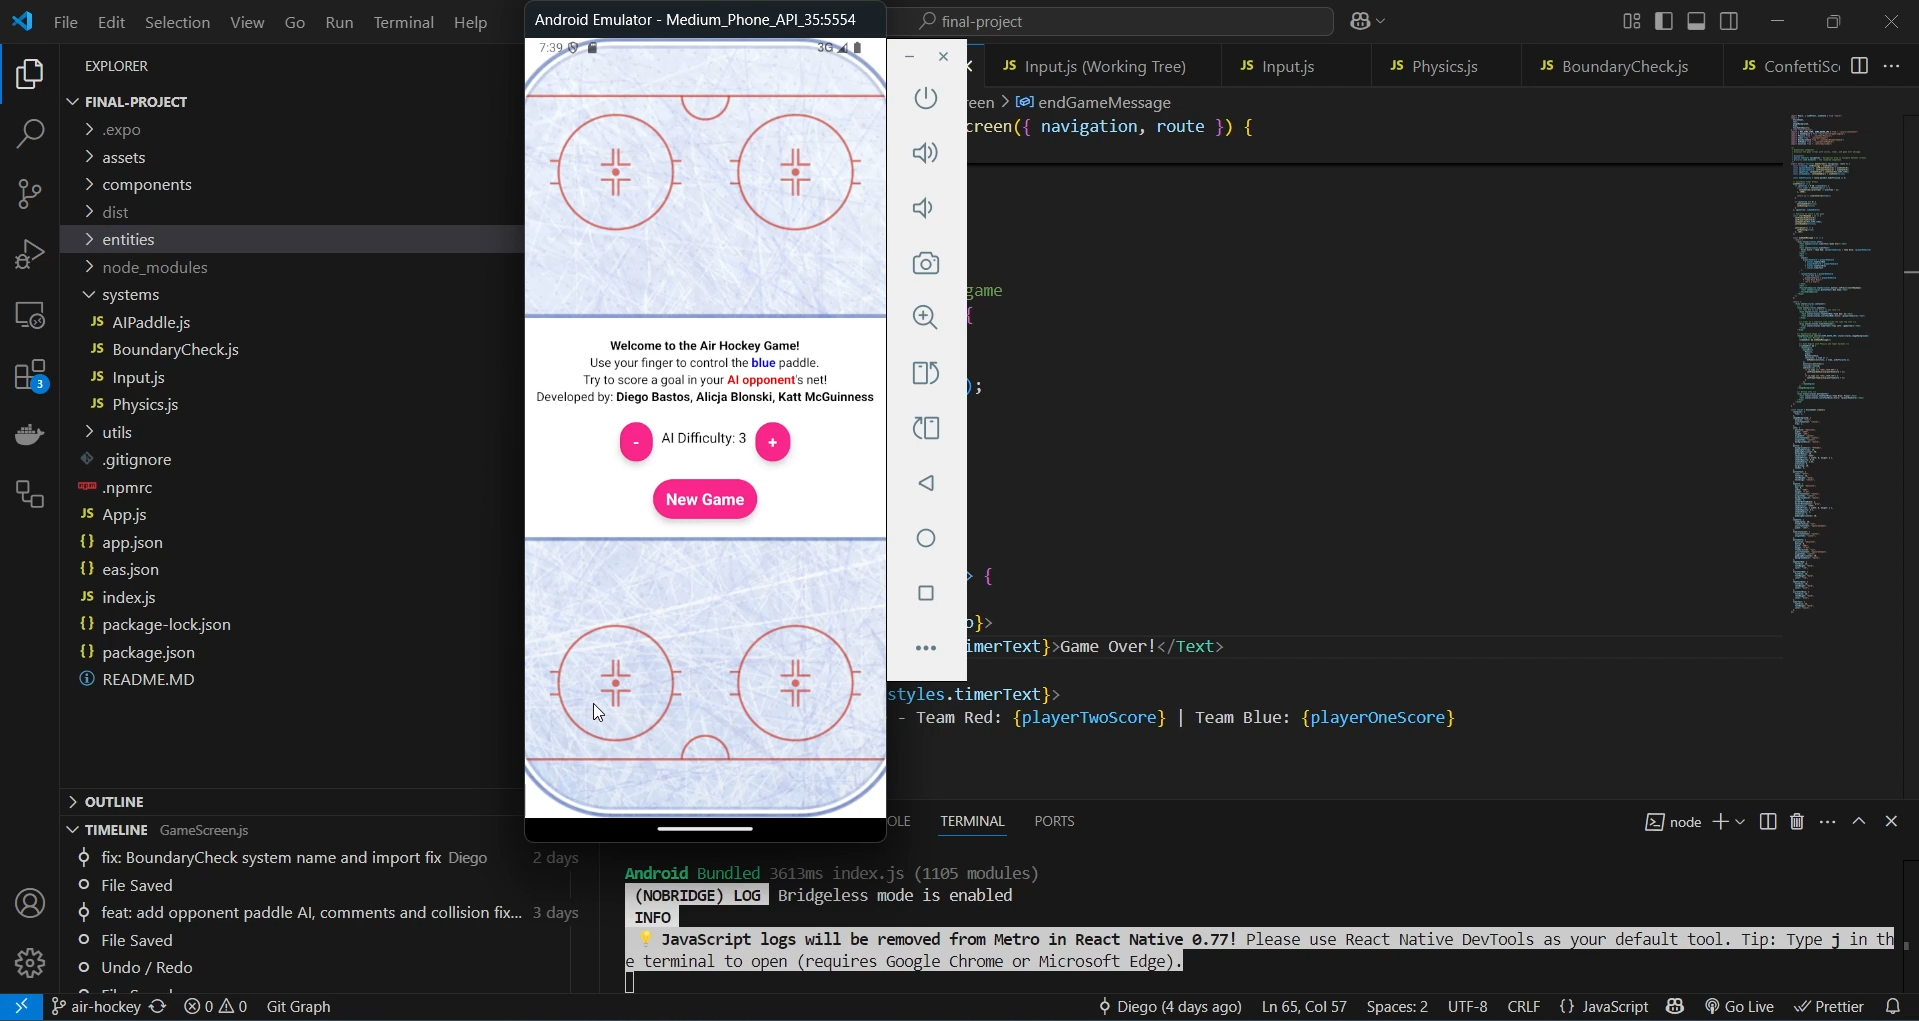 File Edit Selection View Go Run Terminal Help
Android Emulator - Medium_Phone_API_35:5554
final-project
EXPLORER
FINAL-PROJECT
.expo
assets
components
dist
entities
node_modules
systems
JS AIPaddle.js
JS BoundaryCheck.js
JS Input.js
JS Physics.js
utils
.gitignore
npm .npmrc
JS App.js
{} app.json
{} eas.json
JS index.js
{} package-lock.json
{} package.json
README.MD
OUTLINE
TIMELINE GameScreen.js
fix: BoundaryCheck system name and import fix Diego 2 days
File Saved
feat: add opponent paddle AI, comments and collision fix... 3 days
File Saved
Undo / Redo
3
7:39 3G
Welcome to the Air Hockey Game!
Use your finger to control the blue paddle.
Try to score a goal in your AI opponent's net!
Developed by: Diego Bastos, Alicja Blonski, Katt McGuinness
- AI Difficulty: 3 +
New Game
JS Input.js (Working Tree) JS Input.js JS Physics.js JS BoundaryCheck.js JS ConfettiSc
reen > endGameMessage
creen({ navigation, route }) {
game
{
);
> {
o}>
imerText}>Game Over!</Text>
styles.timerText}>
- Team Red: {playerTwoScore} | Team Blue: {playerOneScore}
OLE TERMINAL PORTS
node
Android Bundled 3613ms index.js (1105 modules)
(NOBRIDGE) LOG Bridgeless mode is enabled
INFO
💡 JavaScript logs will be removed from Metro in React Native 0.77! Please use React Native DevTools as your default tool. Tip: Type j in th
e terminal to open (requires Google Chrome or Microsoft Edge).
air-hockey 0 0 Git Graph Diego (4 days ago) Ln 65, Col 57 Spaces: 2 UTF-8 CRLF {} JavaScript Go Live Prettier